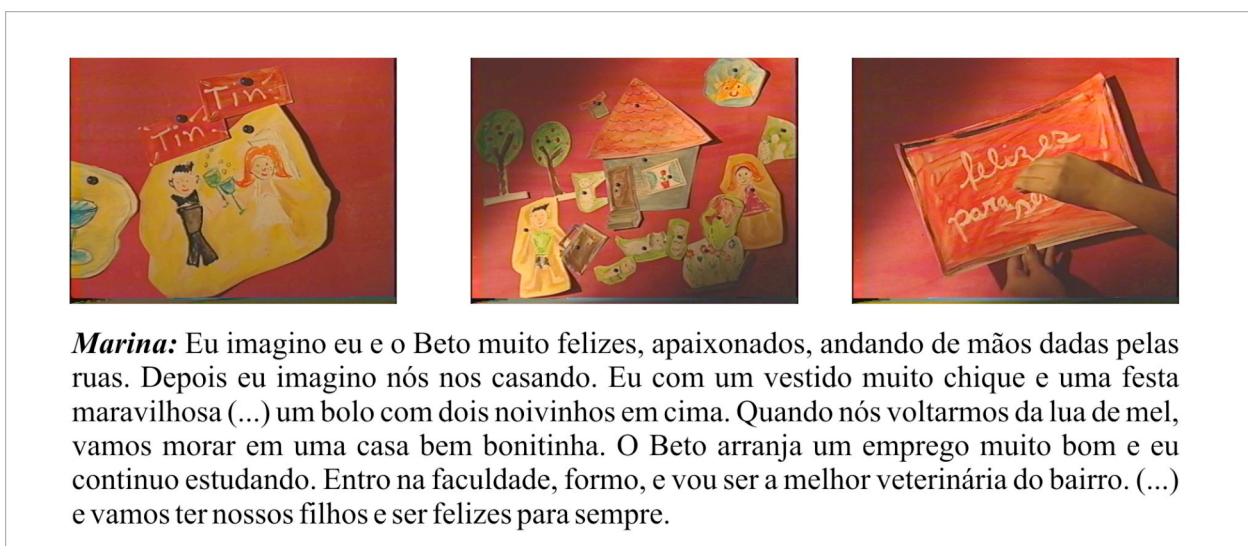 Tin.
Tin.
felizes
para se
Marina: Eu imagino eu e o Beto muito felizes, apaixonados, andando de mãos dadas pelas
ruas. Depois eu imagino nós nos casando. Eu com um vestido muito chique e uma festa
maravilhosa (...) um bolo com dois noivinhos em cima. Quando nós voltarmos da lua de mel,
vamos morar em uma casa bem bonitinha. O Beto arranja um emprego muito bom e eu
continuo estudando. Entro na faculdade, formo, e vou ser a melhor veterinária do bairro. (...)
e vamos ter nossos filhos e ser felizes para sempre.